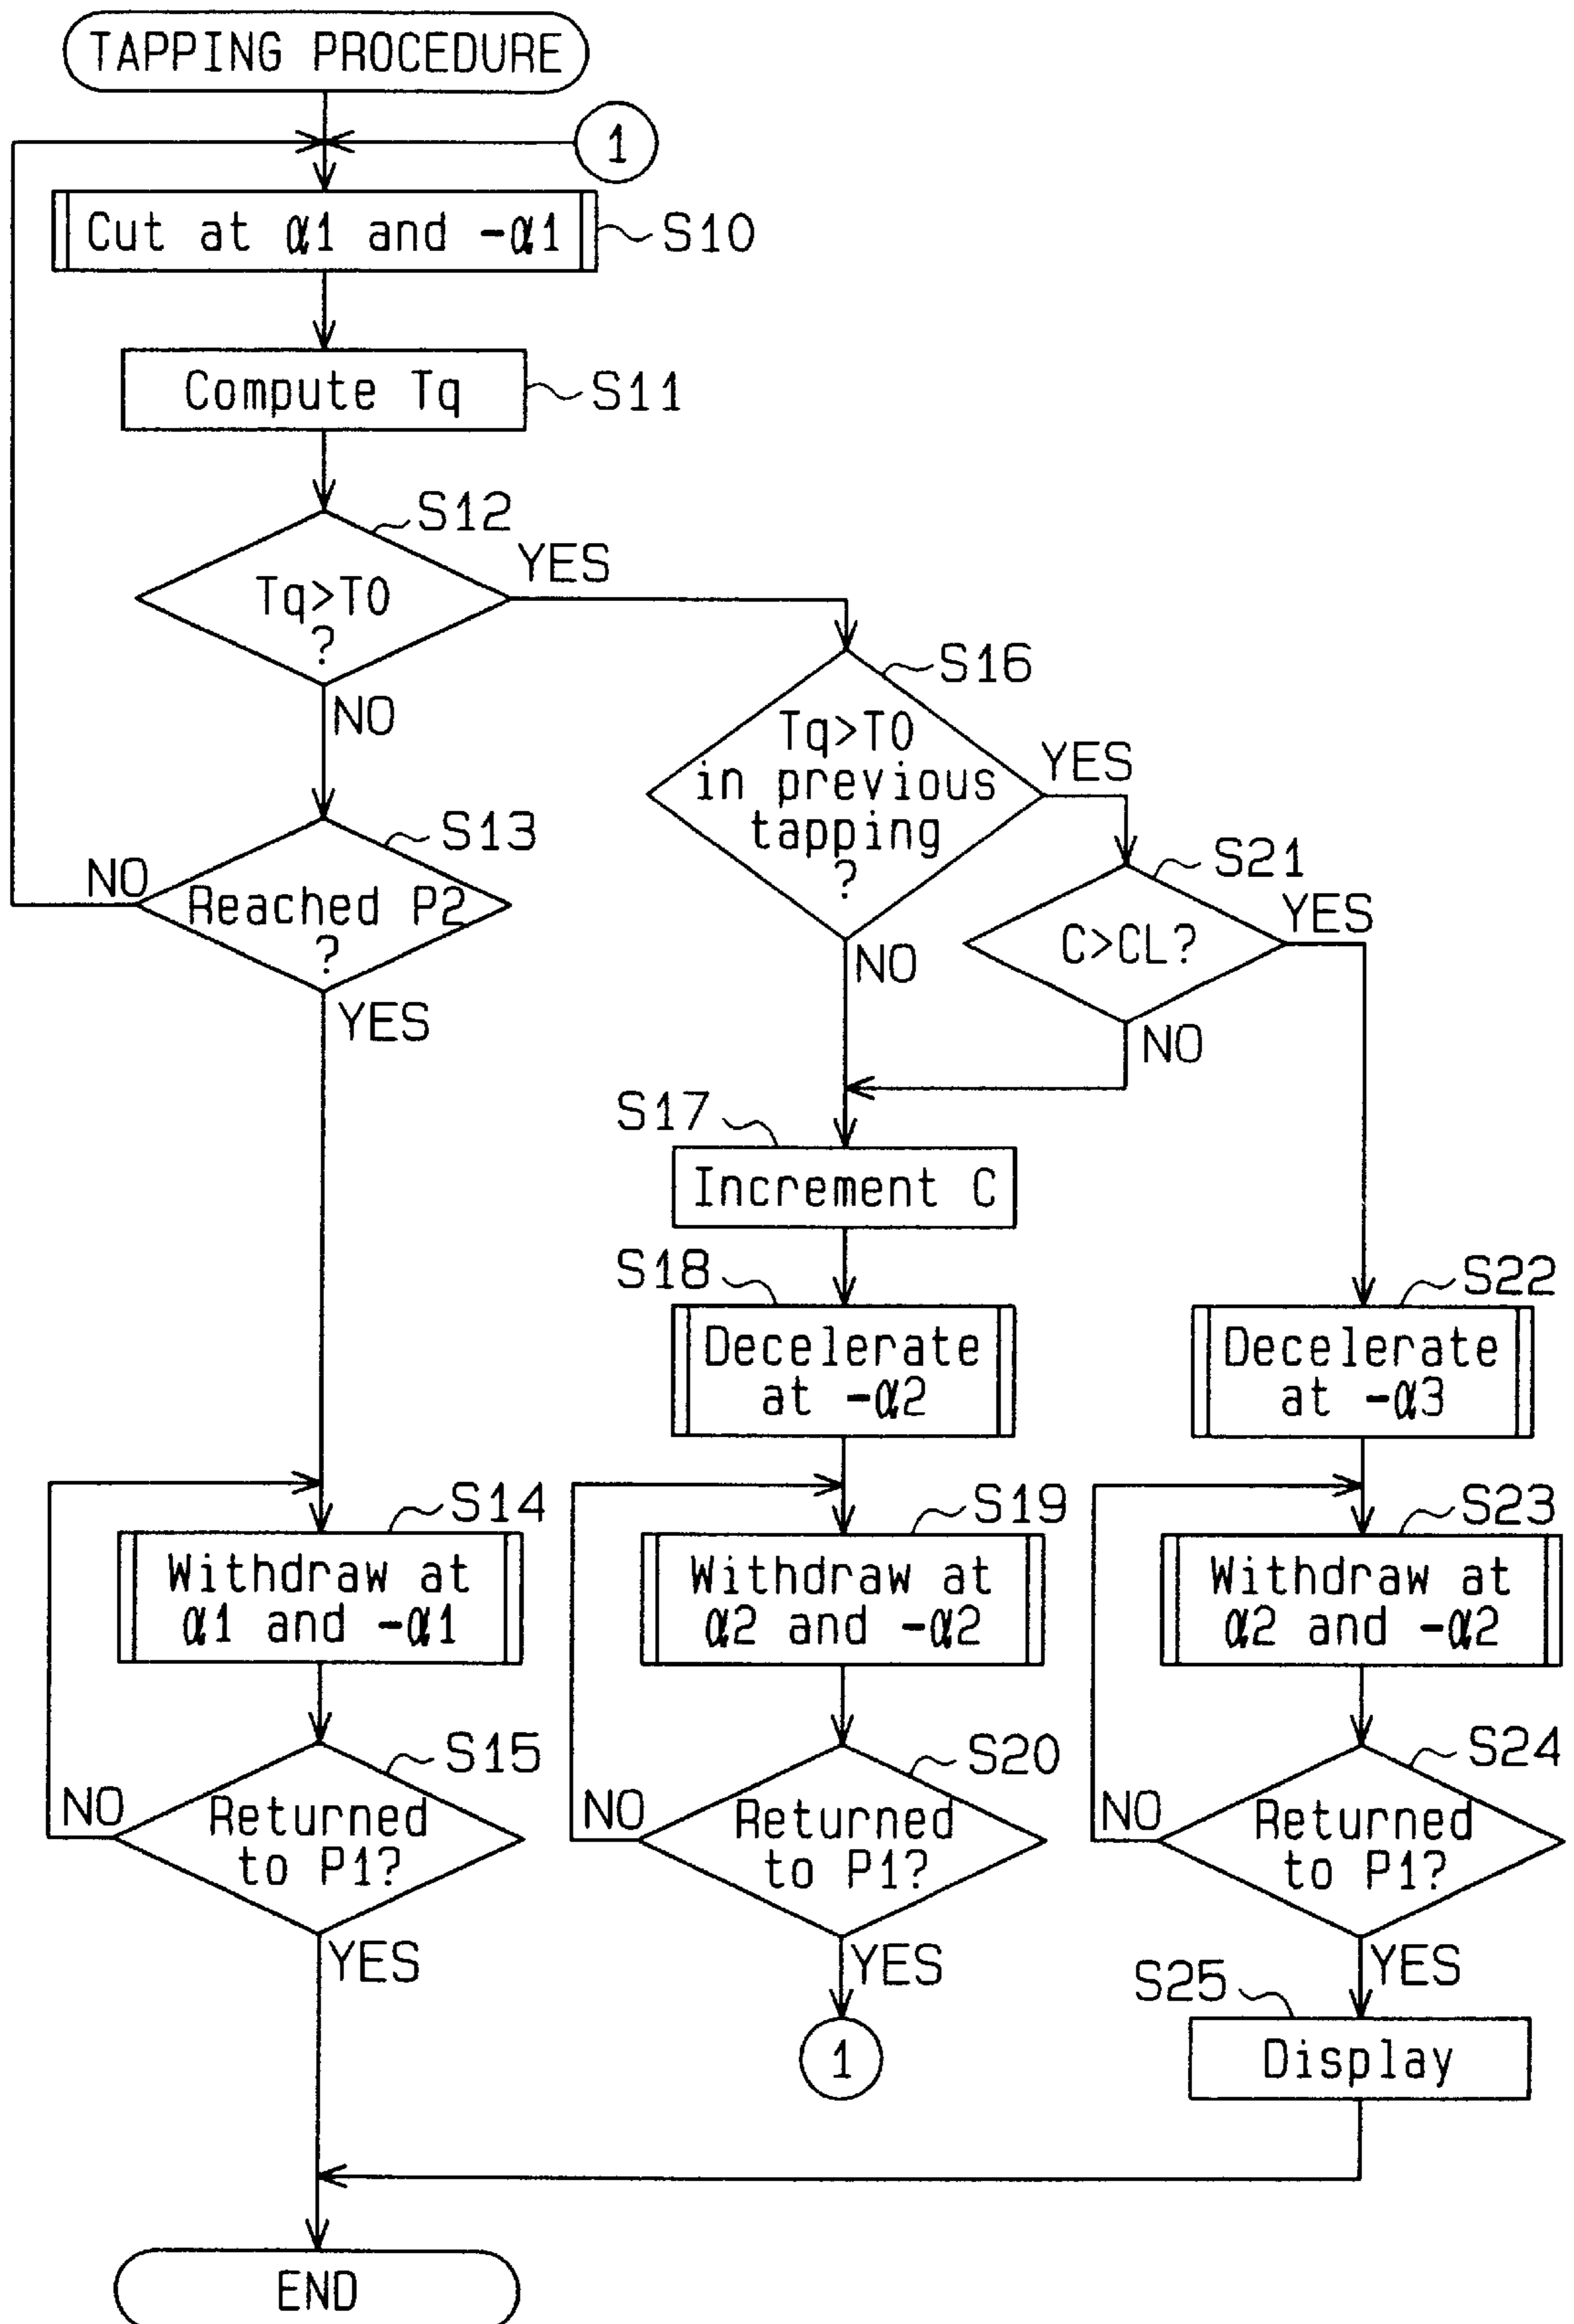 TAPPING PROCEDURE
1
Cut at α1 and -α1
S10
Compute Tq
S11
S12
Tq>T0
?
YES
NO
S13
Reached P2
?
NO
YES
S16
Tq>T0
in previous
tapping
?
YES
NO
S21
C>CL?
YES
NO
S17
Increment C
S18
Decelerate
at -α2
S22
Decelerate
at -α3
S14
Withdraw at
α1 and -α1
S19
Withdraw at
α2 and -α2
S23
Withdraw at
α2 and -α2
S15
Returned
to P1?
NO
YES
S20
Returned
to P1?
NO
YES
1
S24
Returned
to P1?
NO
YES
S25
Display
END